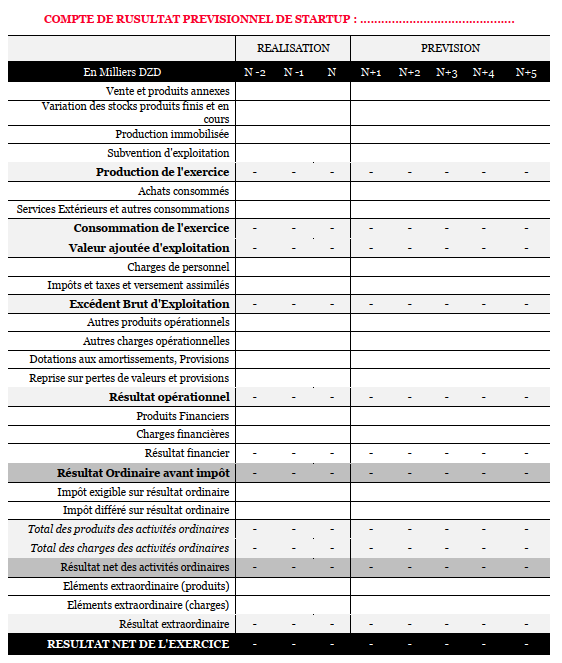 COMPTE DE RUSULTAT PREVISIONNEL DE STARTUP : ............................................
REALISATION PREVISION
En Milliers DZD N -2 N -1 N N+1 N+2 N+3 N+4 N+5
Vente et produits annexes
Variation des stocks produits finis et en
cours
Production immobilisée
Subvention d'exploitation
Production de l'exercice - - - - - - - -
Achats consommés
Services Extérieurs et autres consommations
Consommation de l'exercice - - - - - - - -
Valeur ajoutée d'exploitation - - - - - - - -
Charges de personnel
Impôts et taxes et versement assimilés
Excédent Brut d'Exploitation - - - - - - - -
Autres produits opérationnels
Autres charges opérationnelles
Dotations aux amortissements, Provisions
Reprise sur pertes de valeurs et provisions
Résultat opérationnel - - - - - - - -
Produits Financiers
Charges financières
Résultat financier - - - - - - - -
Résultat Ordinaire avant impôt - - - - - - - -
Impôt exigible sur résultat ordinaire
Impôt différé sur résultat ordinaire
Total des produits des activités ordinaires - - - - - - - -
Total des charges des activités ordinaires - - - - - - - -
Résultat net des activités ordinaires - - - - - - - -
Eléments extraordinaire (produits)
Eléments extraordinaire (charges)
Résultat extraordinaire - - - - - - - -
RESULTAT NET DE L'EXERCICE - - - - - - - -